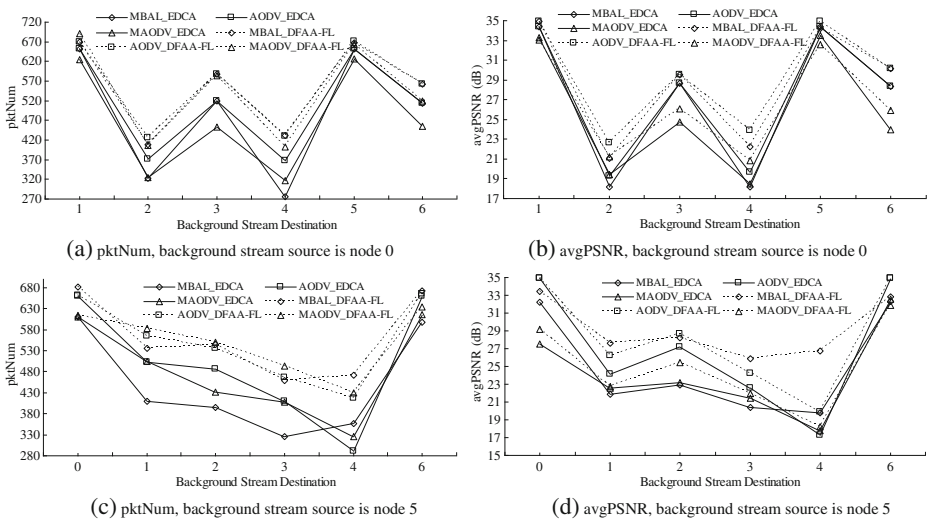 MBAL_EDCA AODV_EDCA
MAODV_EDCA MBAL_DFAA-FL
AODV_DFAA-FL MAODV_DFAA-FL
pktNum
720
670
620
570
520
470
420
370
320
270
1 2 3 4 5 6
Background Stream Destination
(a) pktNum, background stream source is node 0
MBAL_EDCA AODV_EDCA
MAODV_EDCA MBAL_DFAA-FL
AODV_DFAA-FL MAODV_DFAA-FL
avgPSNR (dB)
35
33
31
29
27
25
23
21
19
17
1 2 3 4 5 6
Background Stream Destination
(b) avgPSNR, background stream source is node 0
MBAL_EDCA AODV_EDCA
MAODV_EDCA MBAL_DFAA-FL
AODV_DFAA-FL MAODV_DFAA-FL
pktNum
680
630
580
530
480
430
380
330
280
0 1 2 3 4 6
Background Stream Destination
(c) pktNum, background stream source is node 5
MBAL_EDCA AODV_EDCA
MAODV_EDCA MBAL_DFAA-FL
AODV_DFAA-FL MAODV_DFAA-FL
avgPSNR (dB)
35
33
31
29
27
25
23
21
19
17
15
0 1 2 3 4 6
Background Stream Destination
(d) avgPSNR, background stream source is node 5